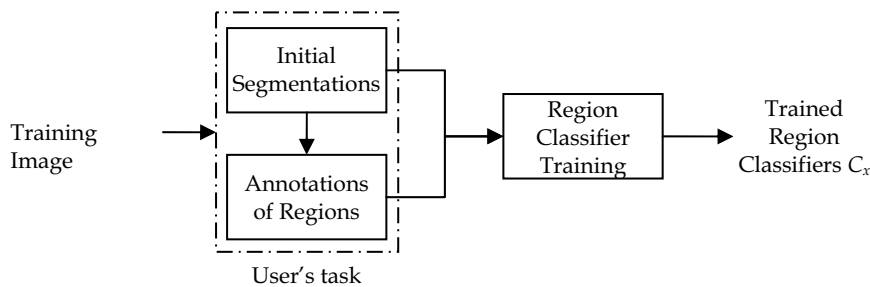 Training
Image
Initial
Segmentations
Annotations
of Regions
User's task
Region
Classifier
Training
Trained
Region
Classifiers Cx